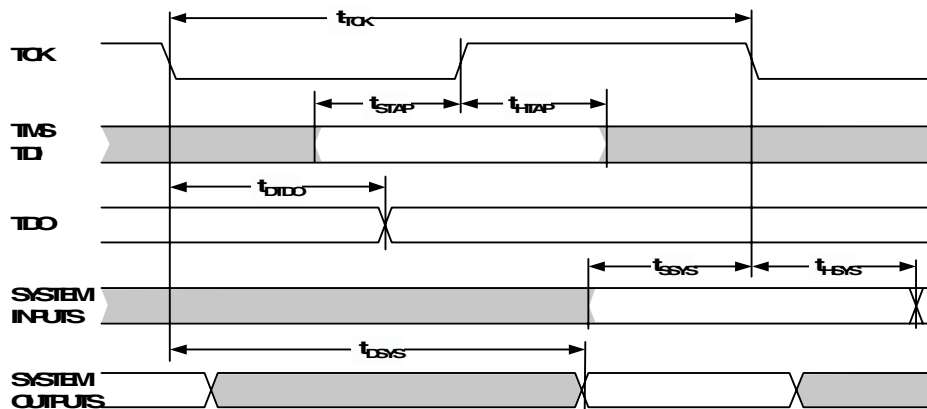 tTCK
TCK
tSTAP
tHTAP
TMS
TDI
tDTDO
TDO
tSSYS
tHSYS
SYSTEM
INPUTS
tDSYS
SYSTEM
OUTPUTS